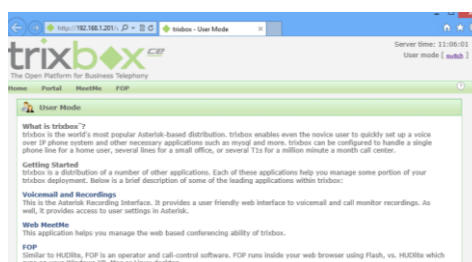 http://192.168.1.201/
trixbox - User Mode
trixbox CE
The Open Platform for Business Telephony
Server time: 11:06:01
User mode [ switch ]
Home Portal MeetMe FOP
User Mode
What is trixbox™?
trixbox is the world's most popular Asterisk-based distribution. trixbox enables even the novice user to quickly set up a voice
over IP phone system and other necessary applications such as mysql and more. trixbox can be configured to handle a single
phone line for a home user, several lines for a small office, or several T1s for a million minute a month call center.
Getting Started
trixbox is a distribution of a number of other applications. Each of these applications help you manage some portion of your
trixbox deployment. Below is a brief description of some of the leading applications within trixbox:
Voicemail and Recordings
This is the Asterisk Recording Interface. It provides a user friendly web interface to voicemail and call monitor recordings. As
well, it provides access to user settings in Asterisk.
Web MeetMe
This application helps you manage the web based conferencing ability of trixbox.
FOP
Similar to HUDlite, FOP is an operator and call-control software. FOP runs inside your web browser using Flash, vs. HUDlite which